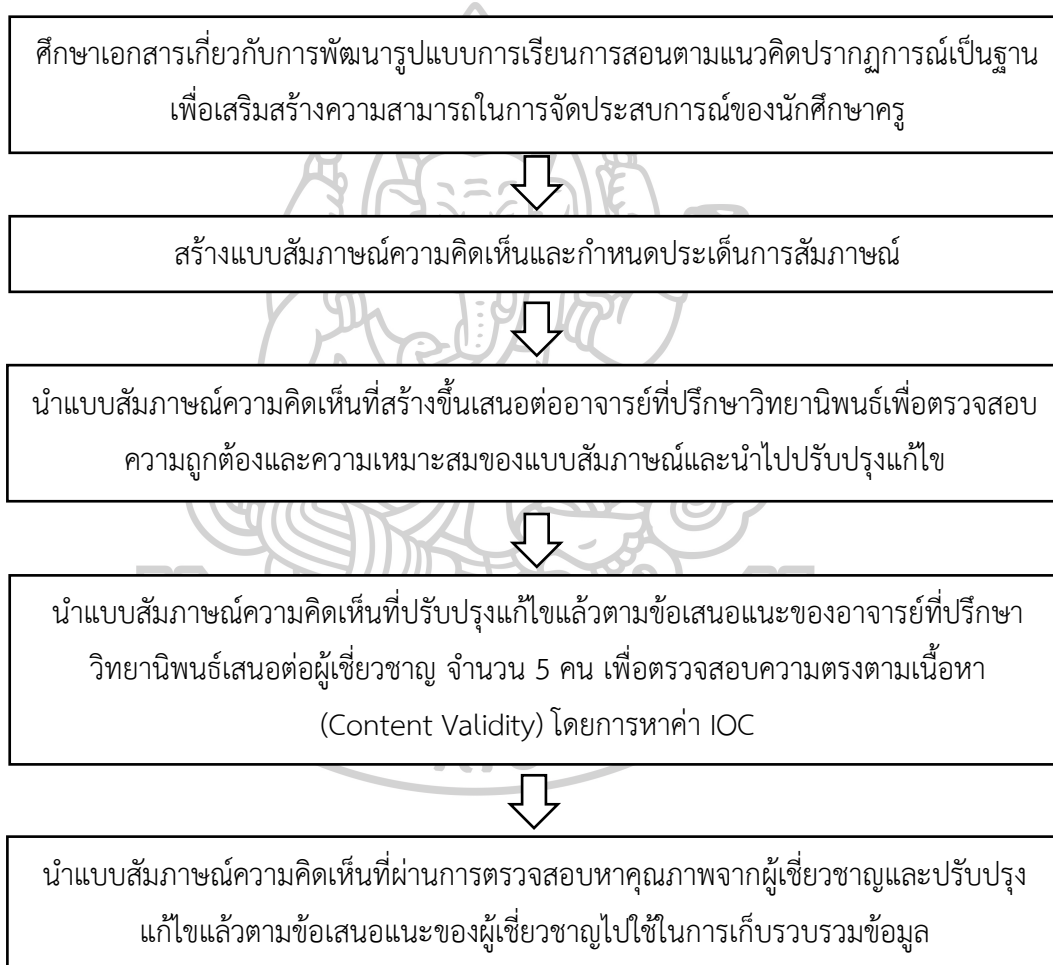 ศึกษาเอกสารเกี่ยวกับการพัฒนารูปแบบการเรียนการสอนตามแนวคิดปรากฏการณ์เป็นฐาน
เพื่อเสริมสร้างความสามารถในการจัดประสบการณ์ของนักศึกษาครู
สร้างแบบสัมภาษณ์ความคิดเห็นและกำหนดประเด็นการสัมภาษณ์
นำแบบสัมภาษณ์ความคิดเห็นที่สร้างขึ้นเสนอต่ออาจารย์ที่ปรึกษาวิทยานิพนธ์เพื่อตรวจสอบ
ความถูกต้องและความเหมาะสมของแบบสัมภาษณ์และนำไปปรับปรุงแก้ไข
นำแบบสัมภาษณ์ความคิดเห็นที่ปรับปรุงแก้ไขแล้วตามข้อเสนอแนะของอาจารย์ที่ปรึกษา
วิทยานิพนธ์เสนอต่อผู้เชี่ยวชาญ จำนวน 5 คน เพื่อตรวจสอบความตรงตามเนื้อหา
(Content Validity) โดยการหาค่า IOC
นำแบบสัมภาษณ์ความคิดเห็นที่ผ่านการตรวจสอบหาคุณภาพจากผู้เชี่ยวชาญและปรับปรุง
แก้ไขแล้วตามข้อเสนอแนะของผู้เชี่ยวชาญไปใช้ในการเก็บรวบรวมข้อมูล